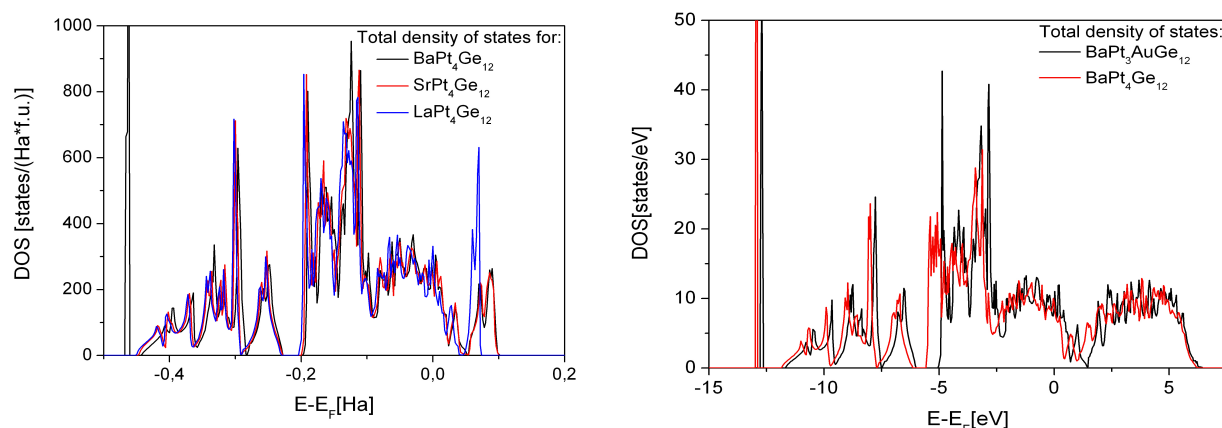 Total density of states for:
BaPt₄Ge₁₂
SrPt₄Ge₁₂
LaPt₄Ge₁₂
DOS [states/(Ha*f.u.)]
1000
800
600
400
200
0
-0,4
-0,2
0,0
0,2
E-E_F[Ha]
Total density of states:
BaPt₃AuGe₁₂
BaPt₄Ge₁₂
DOS[states/eV]
50
40
30
20
10
0
-15
-10
-5
0
5
E-E_F[eV]